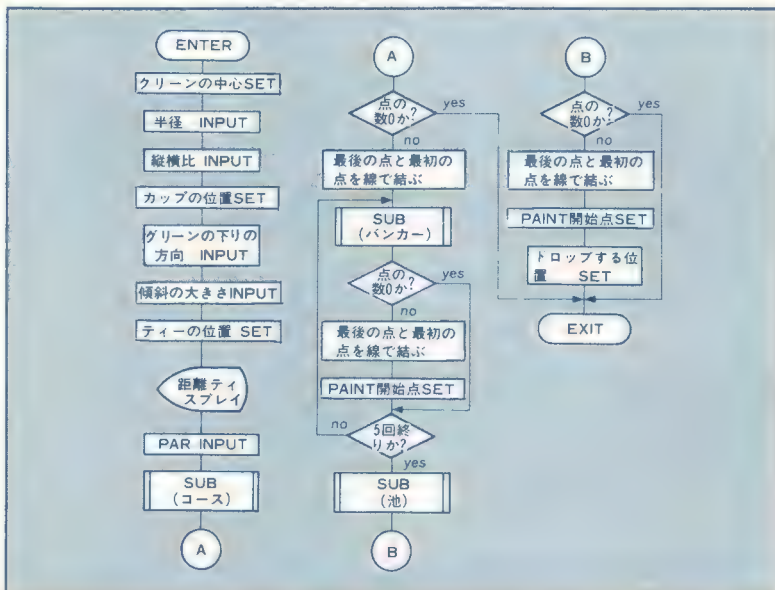 ENTER
クリーンの中心SET
半径 INPUT
縦横比 INPUT
カップの位置SET
グリーンの下りの
方向 INPUT
傾斜の大きさINPUT
ティーの位置 SET
距離ティ
スプレイ
PAR INPUT
SUB
(コース)
A
A
点の
数0か?
yes
no
最後の点と最初の
点を線で結ぶ
SUB
(バンカー)
点の
数0か?
yes
no
最後の点と最初の
点を線で結ぶ
PAINT開始点SET
5回終
りか?
no
yes
SUB
(池)
B
B
点の
数0か?
yes
no
最後の点と最初の
点を線で結ぶ
PAINT開始点SET
ドロップする位
置 SET
EXIT